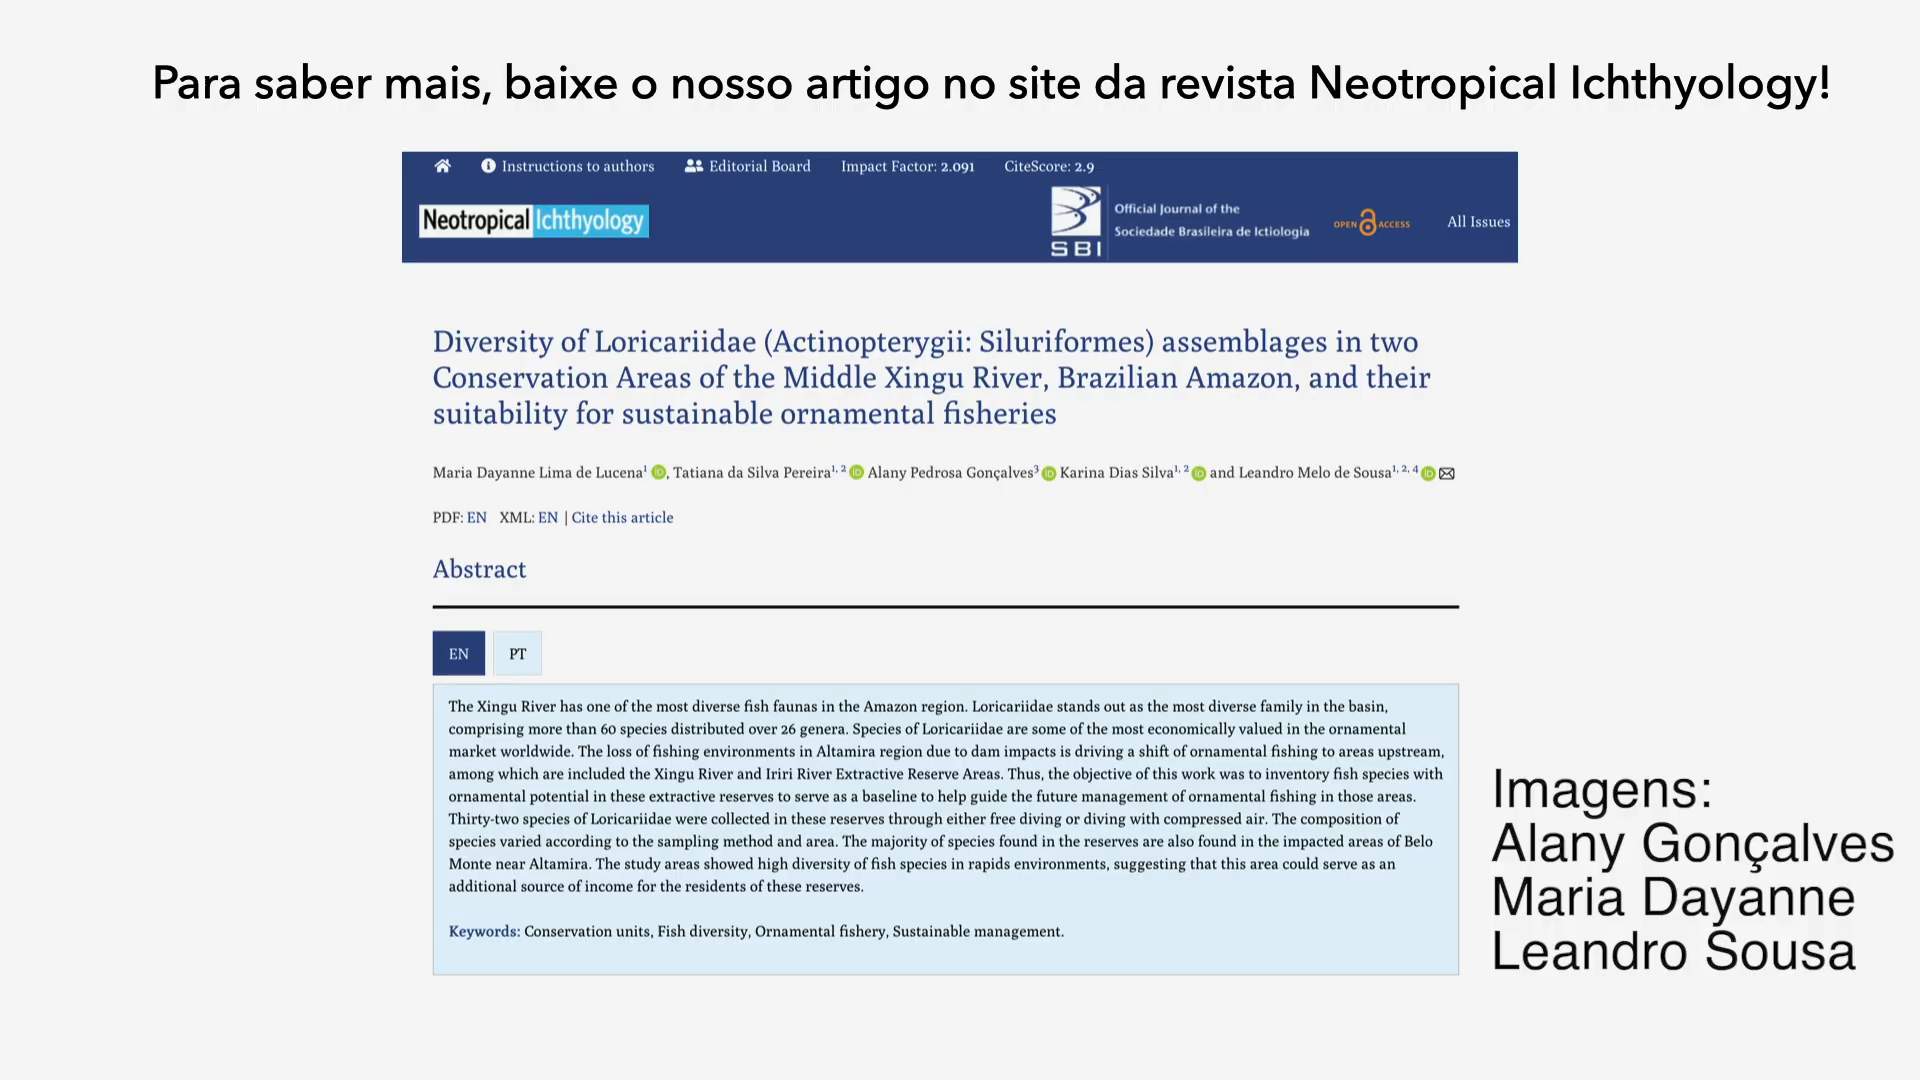 Para saber mais, baixe o nosso artigo no site da revista Neotropical Ichthyology!
Instructions to authors Editorial Board Impact Factor: 2.091 CiteScore: 2.9
Neotropical Ichthyology
SBI
Official Journal of the
Sociedade Brasileira de Ictiologia
OPEN ACCESS
All Issues
Diversity of Loricariidae (Actinopterygii: Siluriformes) assemblages in two
Conservation Areas of the Middle Xingu River, Brazilian Amazon, and their
suitability for sustainable ornamental fisheries
Maria Dayanne Lima de Lucena1 iD, Tatiana da Silva Pereira1, 2 iD Alany Pedrosa Gonçalves3 iD Karina Dias Silva1, 2 iD and Leandro Melo de Sousa1, 2, 4 iD
PDF: EN XML: EN | Cite this article
Abstract
EN PT
The Xingu River has one of the most diverse fish faunas in the Amazon region. Loricariidae stands out as the most diverse family in the basin,
comprising more than 60 species distributed over 26 genera. Species of Loricariidae are some of the most economically valued in the ornamental
market worldwide. The loss of fishing environments in Altamira region due to dam impacts is driving a shift of ornamental fishing to areas upstream,
among which are included the Xingu River and Iriri River Extractive Reserve Areas. Thus, the objective of this work was to inventory fish species with
ornamental potential in these extractive reserves to serve as a baseline to help guide the future management of ornamental fishing in those areas.
Thirty-two species of Loricariidae were collected in these reserves through either free diving or diving with compressed air. The composition of
species varied according to the sampling method and area. The majority of species found in the reserves are also found in the impacted areas of Belo
Monte near Altamira. The study areas showed high diversity of fish species in rapids environments, suggesting that this area could serve as an
additional source of income for the residents of these reserves.
Keywords: Conservation units, Fish diversity, Ornamental fishery, Sustainable management.
Imagens:
Alany Gonçalves
Maria Dayanne
Leandro Sousa